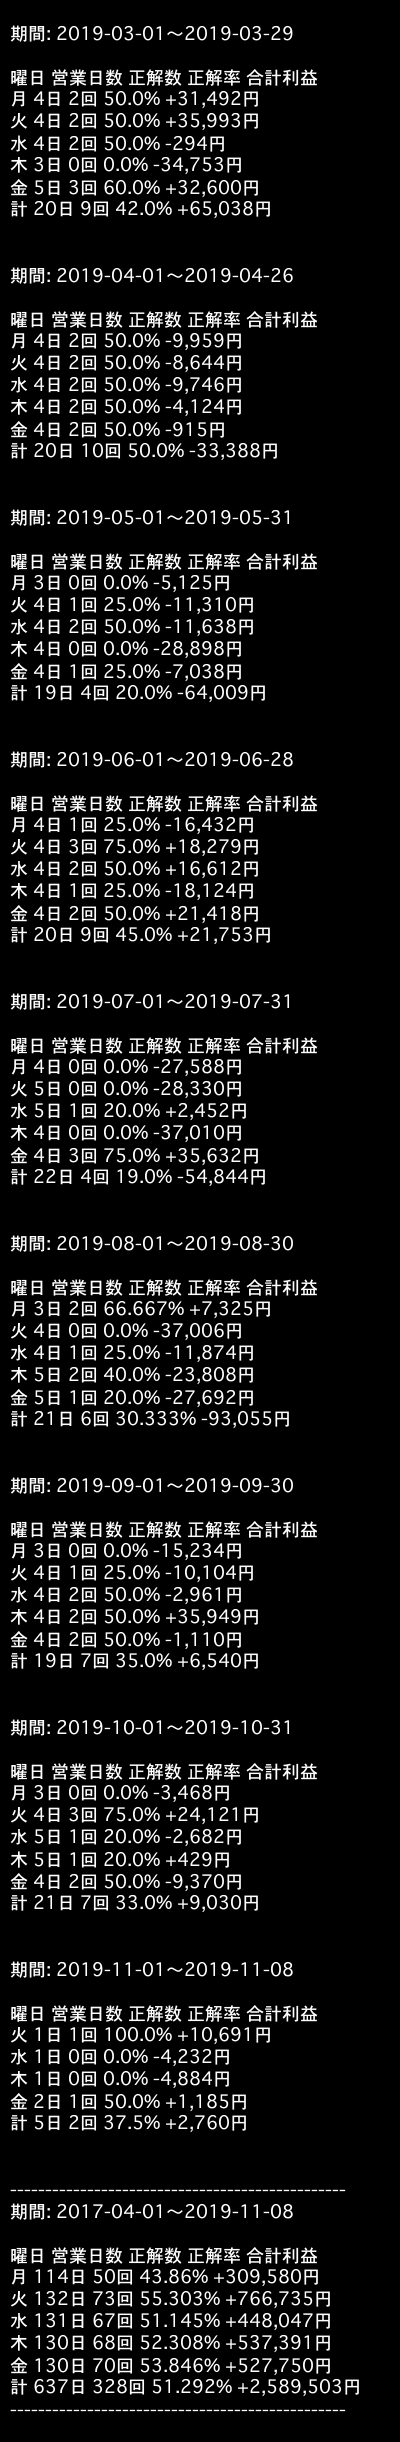 期間: 2019-03-01～2019-03-29
曜日 営業日数 正解数 正解率 合計利益
月 4日 2回 50.0% +31,492円
火 4日 2回 50.0% +35,993円
水 4日 2回 50.0% -294円
木 3日 0回 0.0% -34,753円
金 5日 3回 60.0% +32,600円
計 20日 9回 42.0% +65,038円
期間: 2019-04-01～2019-04-26
曜日 営業日数 正解数 正解率 合計利益
月 4日 2回 50.0% -9,959円
火 4日 2回 50.0% -8,644円
水 4日 2回 50.0% -9,746円
木 4日 2回 50.0% -4,124円
金 4日 2回 50.0% -915円
計 20日 10回 50.0% -33,388円
期間: 2019-05-01～2019-05-31
曜日 営業日数 正解数 正解率 合計利益
月 3日 0回 0.0% -5,125円
火 4日 1回 25.0% -11,310円
水 4日 2回 50.0% -11,638円
木 4日 0回 0.0% -28,898円
金 4日 1回 25.0% -7,038円
計 19日 4回 20.0% -64,009円
期間: 2019-06-01～2019-06-28
曜日 営業日数 正解数 正解率 合計利益
月 4日 1回 25.0% -16,432円
火 4日 3回 75.0% +18,279円
水 4日 2回 50.0% +16,612円
木 4日 1回 25.0% -18,124円
金 4日 2回 50.0% +21,418円
計 20日 9回 45.0% +21,753円
期間: 2019-07-01～2019-07-31
曜日 営業日数 正解数 正解率 合計利益
月 4日 0回 0.0% -27,588円
火 5日 0回 0.0% -28,330円
水 5日 1回 20.0% +2,452円
木 4日 0回 0.0% -37,010円
金 4日 3回 75.0% +35,632円
計 22日 4回 19.0% -54,844円
期間: 2019-08-01～2019-08-30
曜日 営業日数 正解数 正解率 合計利益
月 3日 2回 66.667% +7,325円
火 4日 0回 0.0% -37,006円
水 4日 1回 25.0% -11,874円
木 5日 2回 40.0% -23,808円
金 5日 1回 20.0% -27,692円
計 21日 6回 30.333% -93,055円
期間: 2019-09-01～2019-09-30
曜日 営業日数 正解数 正解率 合計利益
月 3日 0回 0.0% -15,234円
火 4日 1回 25.0% -10,104円
水 4日 2回 50.0% -2,961円
木 4日 2回 50.0% +35,949円
金 4日 2回 50.0% -1,110円
計 19日 7回 35.0% +6,540円
期間: 2019-10-01～2019-10-31
曜日 営業日数 正解数 正解率 合計利益
月 3日 0回 0.0% -3,468円
火 4日 3回 75.0% +24,121円
水 5日 1回 20.0% -2,682円
木 5日 1回 20.0% +429円
金 4日 2回 50.0% -9,370円
計 21日 7回 33.0% +9,030円
期間: 2019-11-01～2019-11-08
曜日 営業日数 正解数 正解率 合計利益
火 1日 1回 100.0% +10,691円
水 1日 0回 0.0% -4,232円
木 1日 0回 0.0% -4,884円
金 2日 1回 50.0% +1,185円
計 5日 2回 37.5% +2,760円
------------------------------------------------
期間: 2017-04-01～2019-11-08
曜日 営業日数 正解数 正解率 合計利益
月 114日 50回 43.86% +309,580円
火 132日 73回 55.303% +766,735円
水 131日 67回 51.145% +448,047円
木 130日 68回 52.308% +537,391円
金 130日 70回 53.846% +527,750円
計 637日 328回 51.292% +2,589,503円
------------------------------------------------